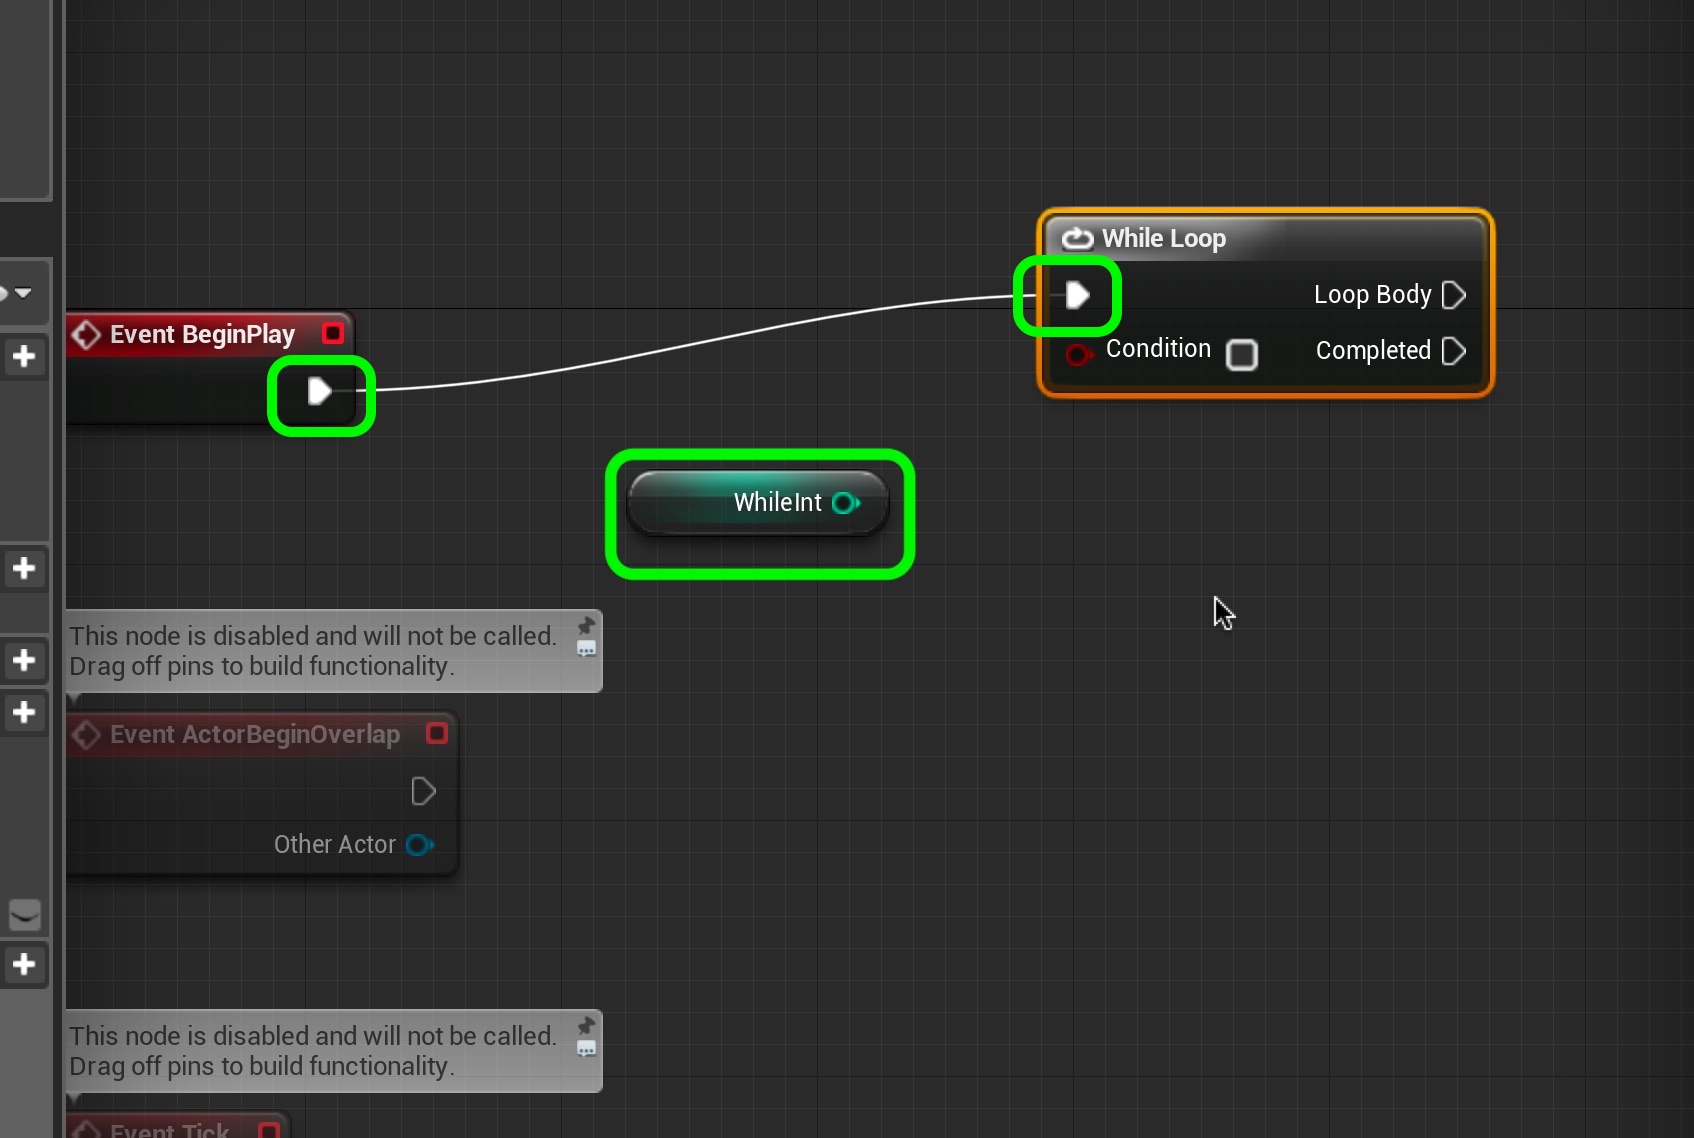 While Loop
Loop Body
Condition
Completed
Event BeginPlay
WhileInt
This node is disabled and will not be called.
Drag off pins to build functionality.
Event ActorBeginOverlap
Other Actor
This node is disabled and will not be called.
Drag off pins to build functionality.
Event Tick